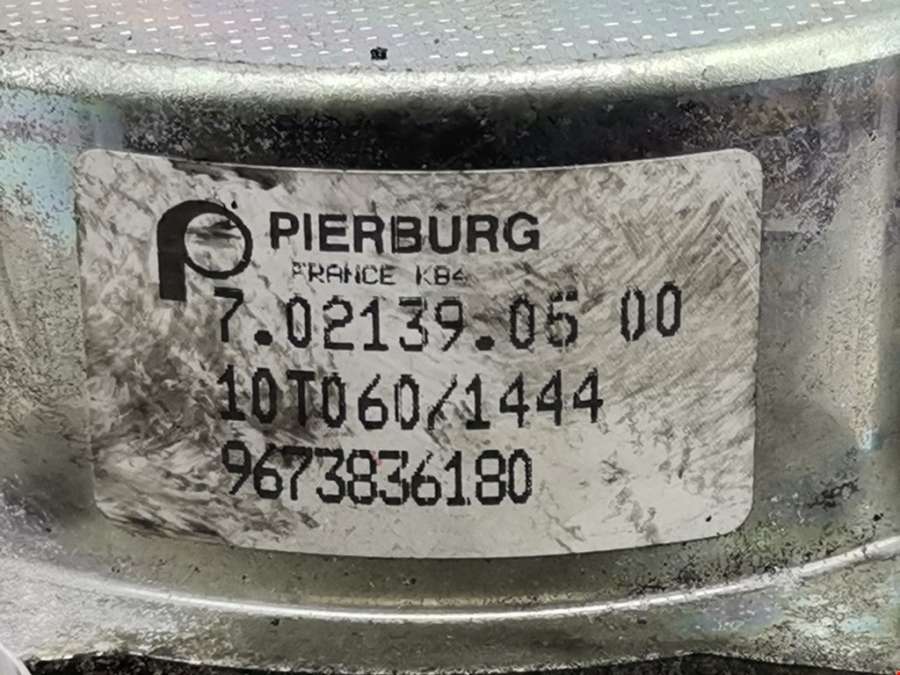 PIERBURG
FRANCE KB4
7.02139.05 00
10T060/1444
9673836180